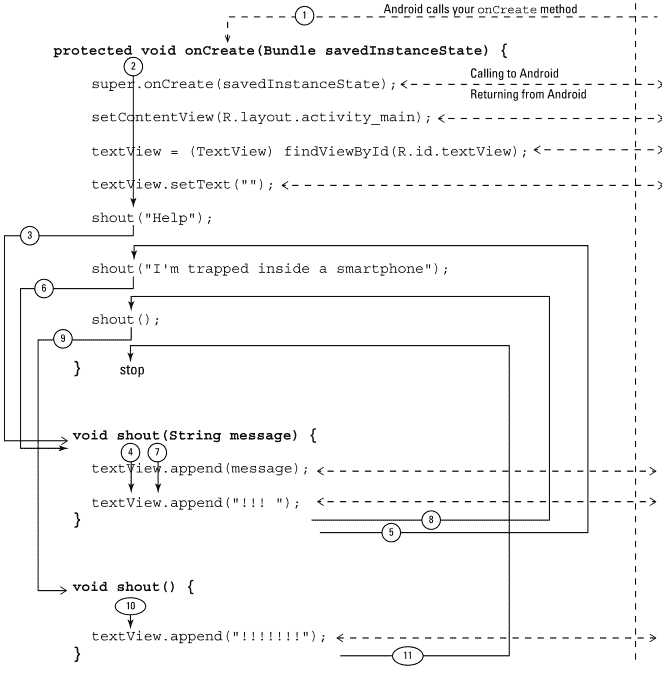 1 Android calls your onCreate method
protected void onCreate(Bundle savedInstanceState) {
2
Calling to Android
super.onCreate(savedInstanceState);
Returning from Android
setContentView(R.layout.activity_main);
textView = (TextView) findViewById(R.id.textView);
textView.setText("");
shout("Help");
3
shout("I'm trapped inside a smartphone");
6
shout();
9
} stop
void shout(String message) {
4 7
textView.append(message);
textView.append("!!! ");
}
8
5
void shout() {
10
textView.append("!!!!!!!");
}
11